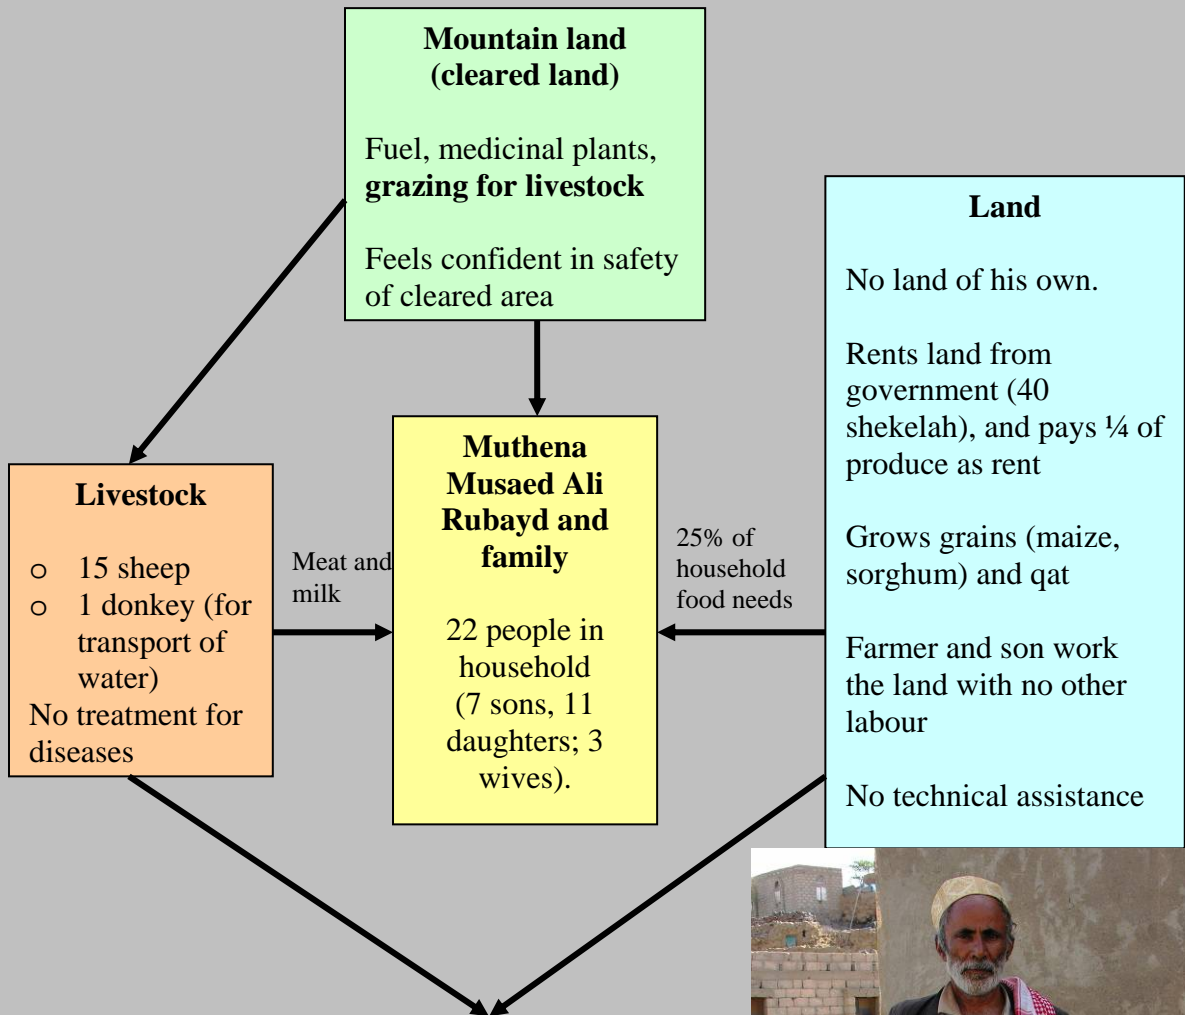 Mountain land
(cleared land)
Fuel, medicinal plants,
grazing for livestock
Feels confident in safety
of cleared area
Land
No land of his own.
Rents land from
government (40
shekelah), and pays ¼ of
produce as rent
Grows grains (maize,
sorghum) and qat
Farmer and son work
the land with no other
labour
No technical assistance
Livestock
o 15 sheep
o 1 donkey (for
transport of
water)
No treatment for
diseases
Meat and
milk
Muthena
Musaed Ali
Rubayd and
family
22 people in
household
(7 sons, 11
daughters; 3
wives).
25% of
household
food needs